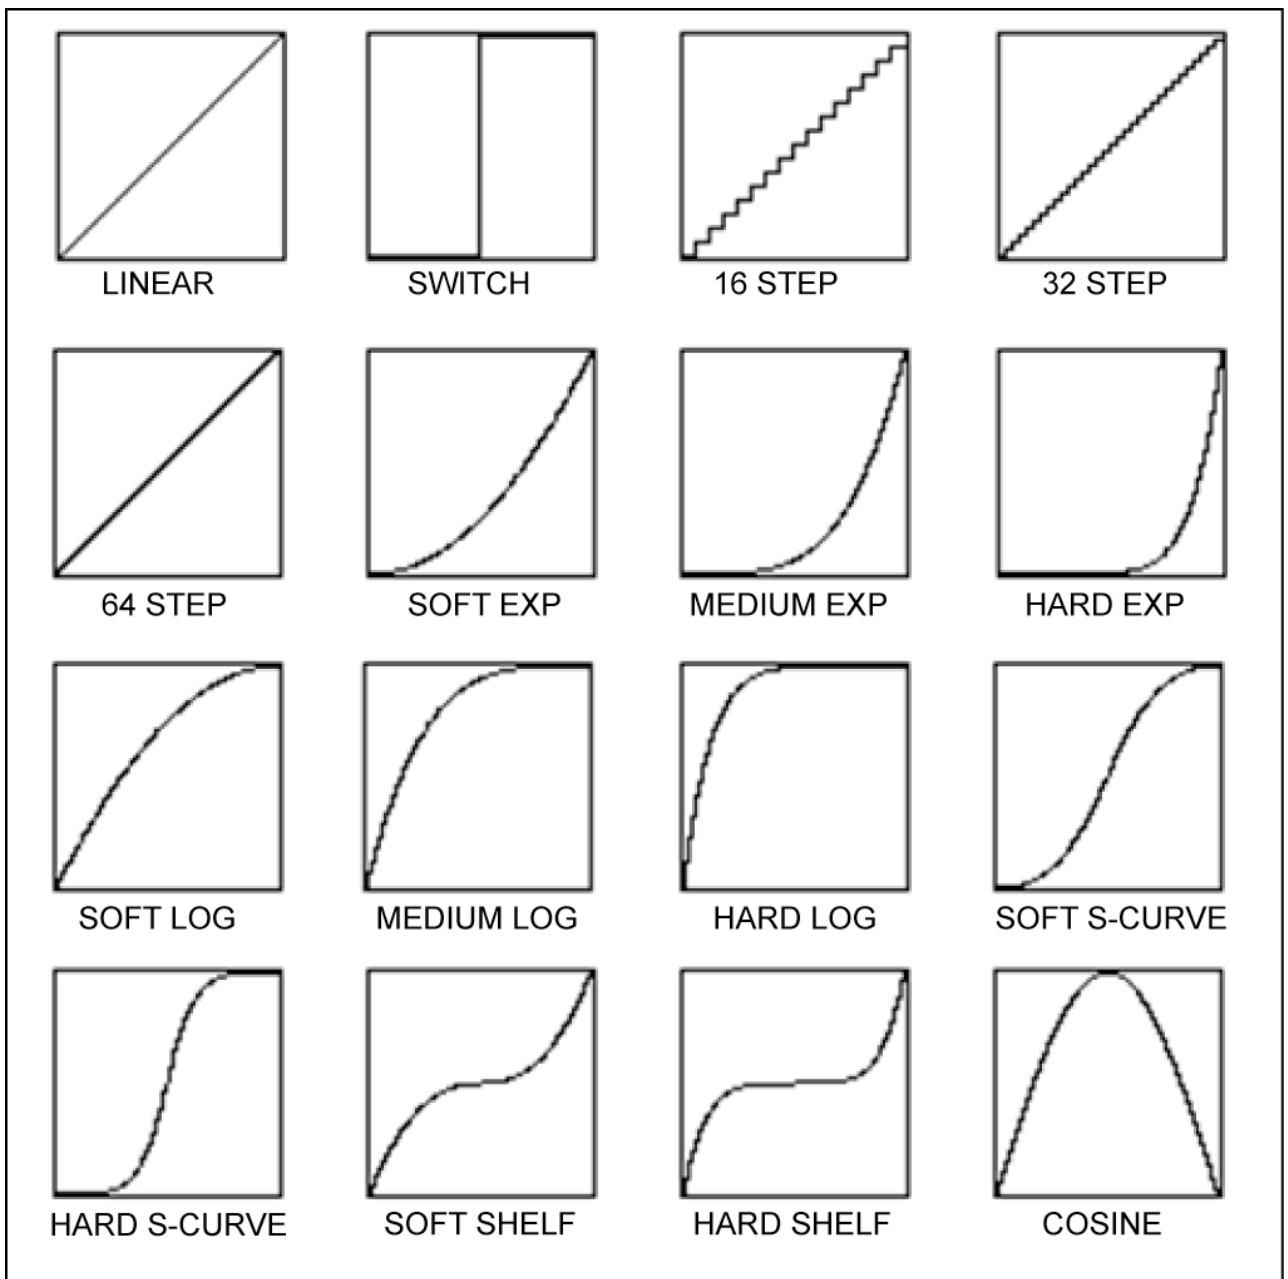 LINEAR
SWITCH
16 STEP
32 STEP
64 STEP
SOFT EXP
MEDIUM EXP
HARD EXP
SOFT LOG
MEDIUM LOG
HARD LOG
SOFT S-CURVE
HARD S-CURVE
SOFT SHELF
HARD SHELF
COSINE